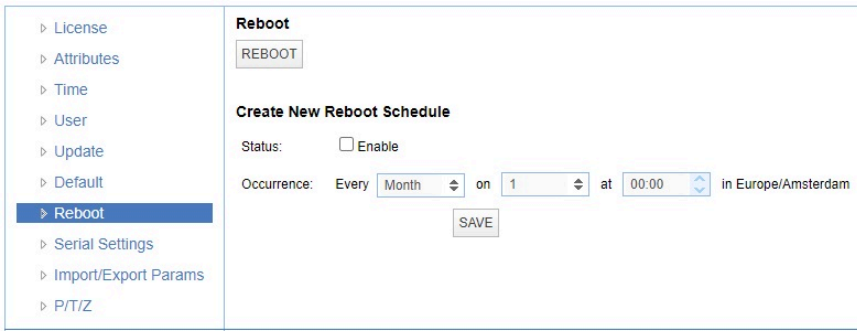 License
Attributes
Time
User
Update
Default
Reboot
Serial Settings
Import/Export Params
P/T/Z
Reboot
REBOOT
Create New Reboot Schedule
Status: Enable
Occurrence: Every Month on 1 at 00:00 in Europe/Amsterdam
SAVE